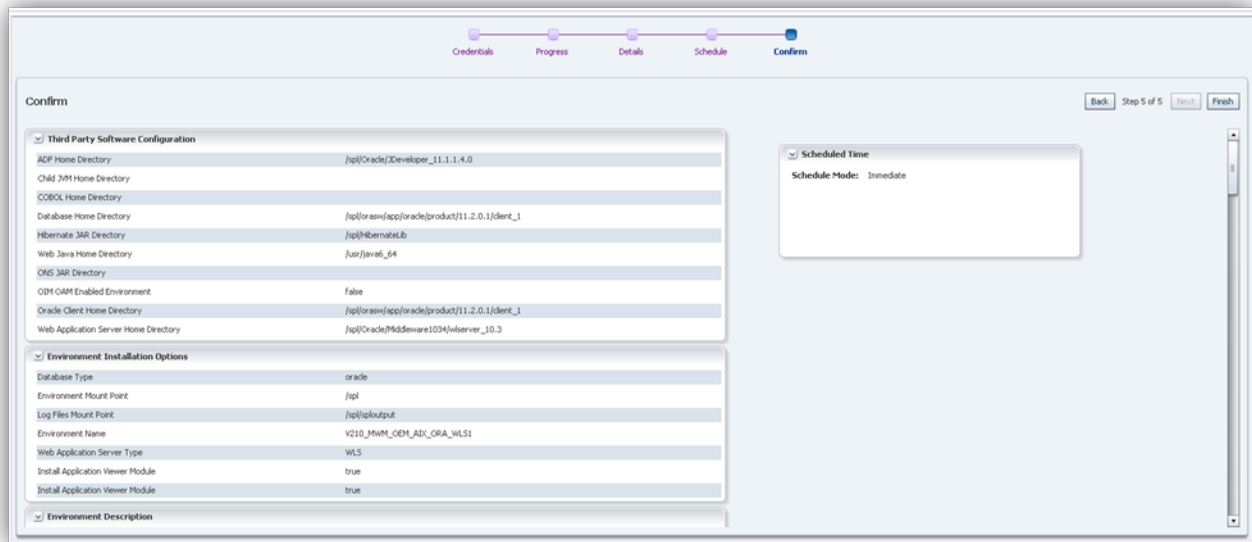 Credentials Progress Details Schedule Confirm
Confirm
Back Step 5 of 5 Next Finish
Third Party Software Configuration
ADF Home Directory /spl/Oracle/JDeveloper_11.1.1.4.0
Child JVM Home Directory
COBOL Home Directory
Database Home Directory /spl/orasw/app/oracle/product/11.2.0.1/client_1
Hibernate JAR Directory /spl/HibernateLib
Web Java Home Directory /usr/java6_64
ONS JAR Directory
OIM OAM Enabled Environment false
Oracle Client Home Directory /spl/orasw/app/oracle/product/11.2.0.1/client_1
Web Application Server Home Directory /spl/Oracle/Middleware1034/wlserver_10.3
Environment Installation Options
Database Type oracle
Environment Mount Point /spl
Log Files Mount Point /spl/sploutput
Environment Name V210_MWM_OEM_AIX_ORA_WLS1
Web Application Server Type WLS
Install Application Viewer Module true
Install Application Viewer Module true
Environment Description
Scheduled Time
Schedule Mode: Immediate